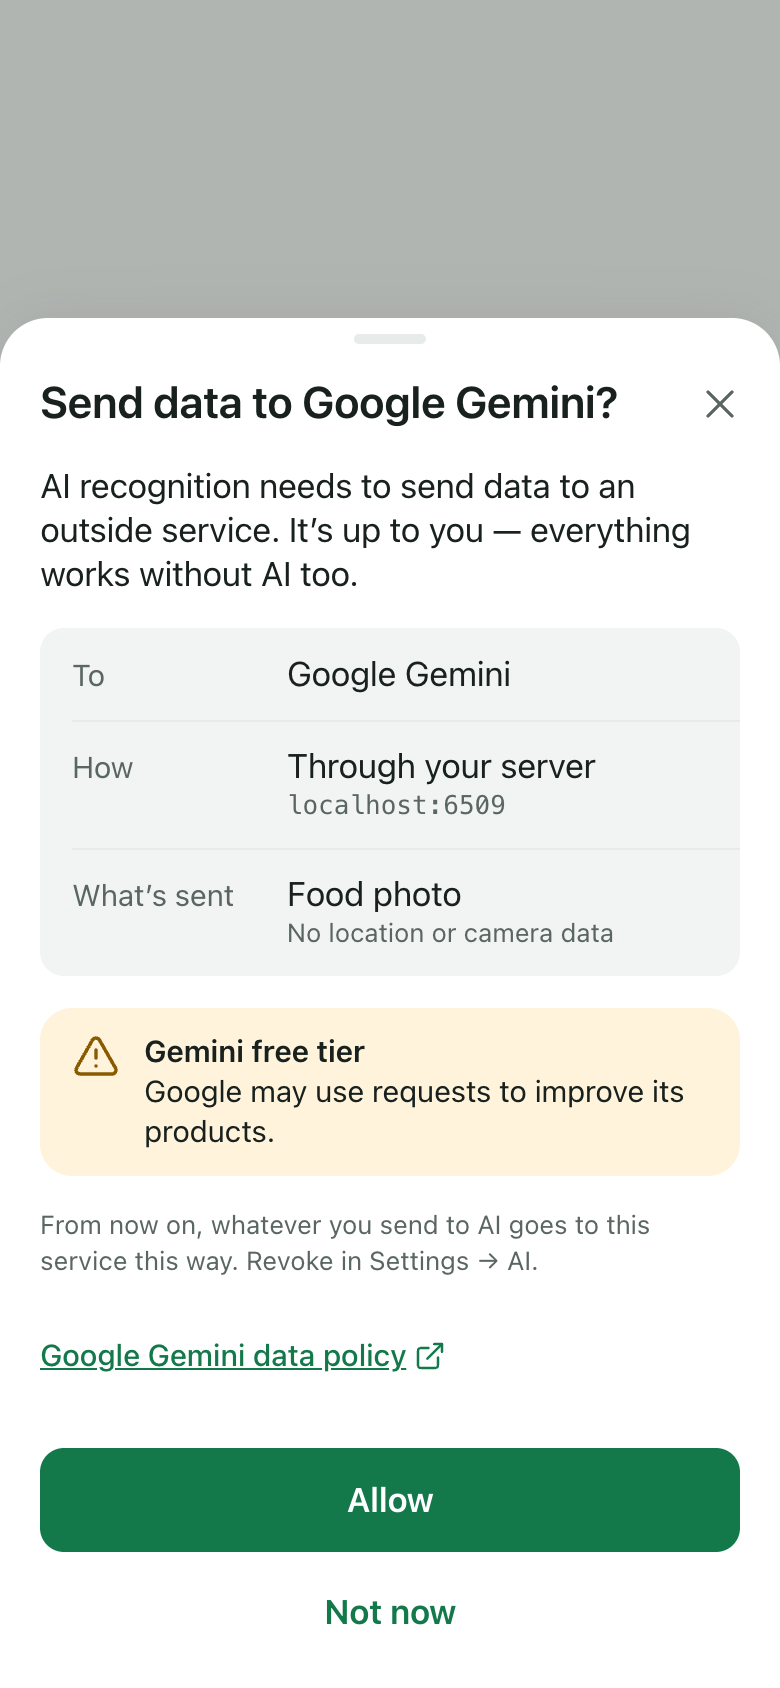 Send data to Google Gemini?
AI recognition needs to send data to an
outside service. It’s up to you — everything
works without AI too.
To
Google Gemini
How
Through your server
localhost:6509
What’s sent
Food photo
No location or camera data
Gemini free tier
Google may use requests to improve its
products.
From now on, whatever you send to AI goes to this
service this way. Revoke in Settings → AI.
Google Gemini data policy
Allow
Not now